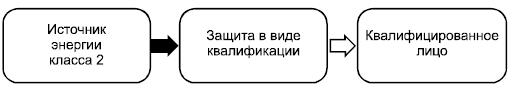 Источник
энергии
класса 2
Защита в виде
квалификации
Квалифицированное
лицо